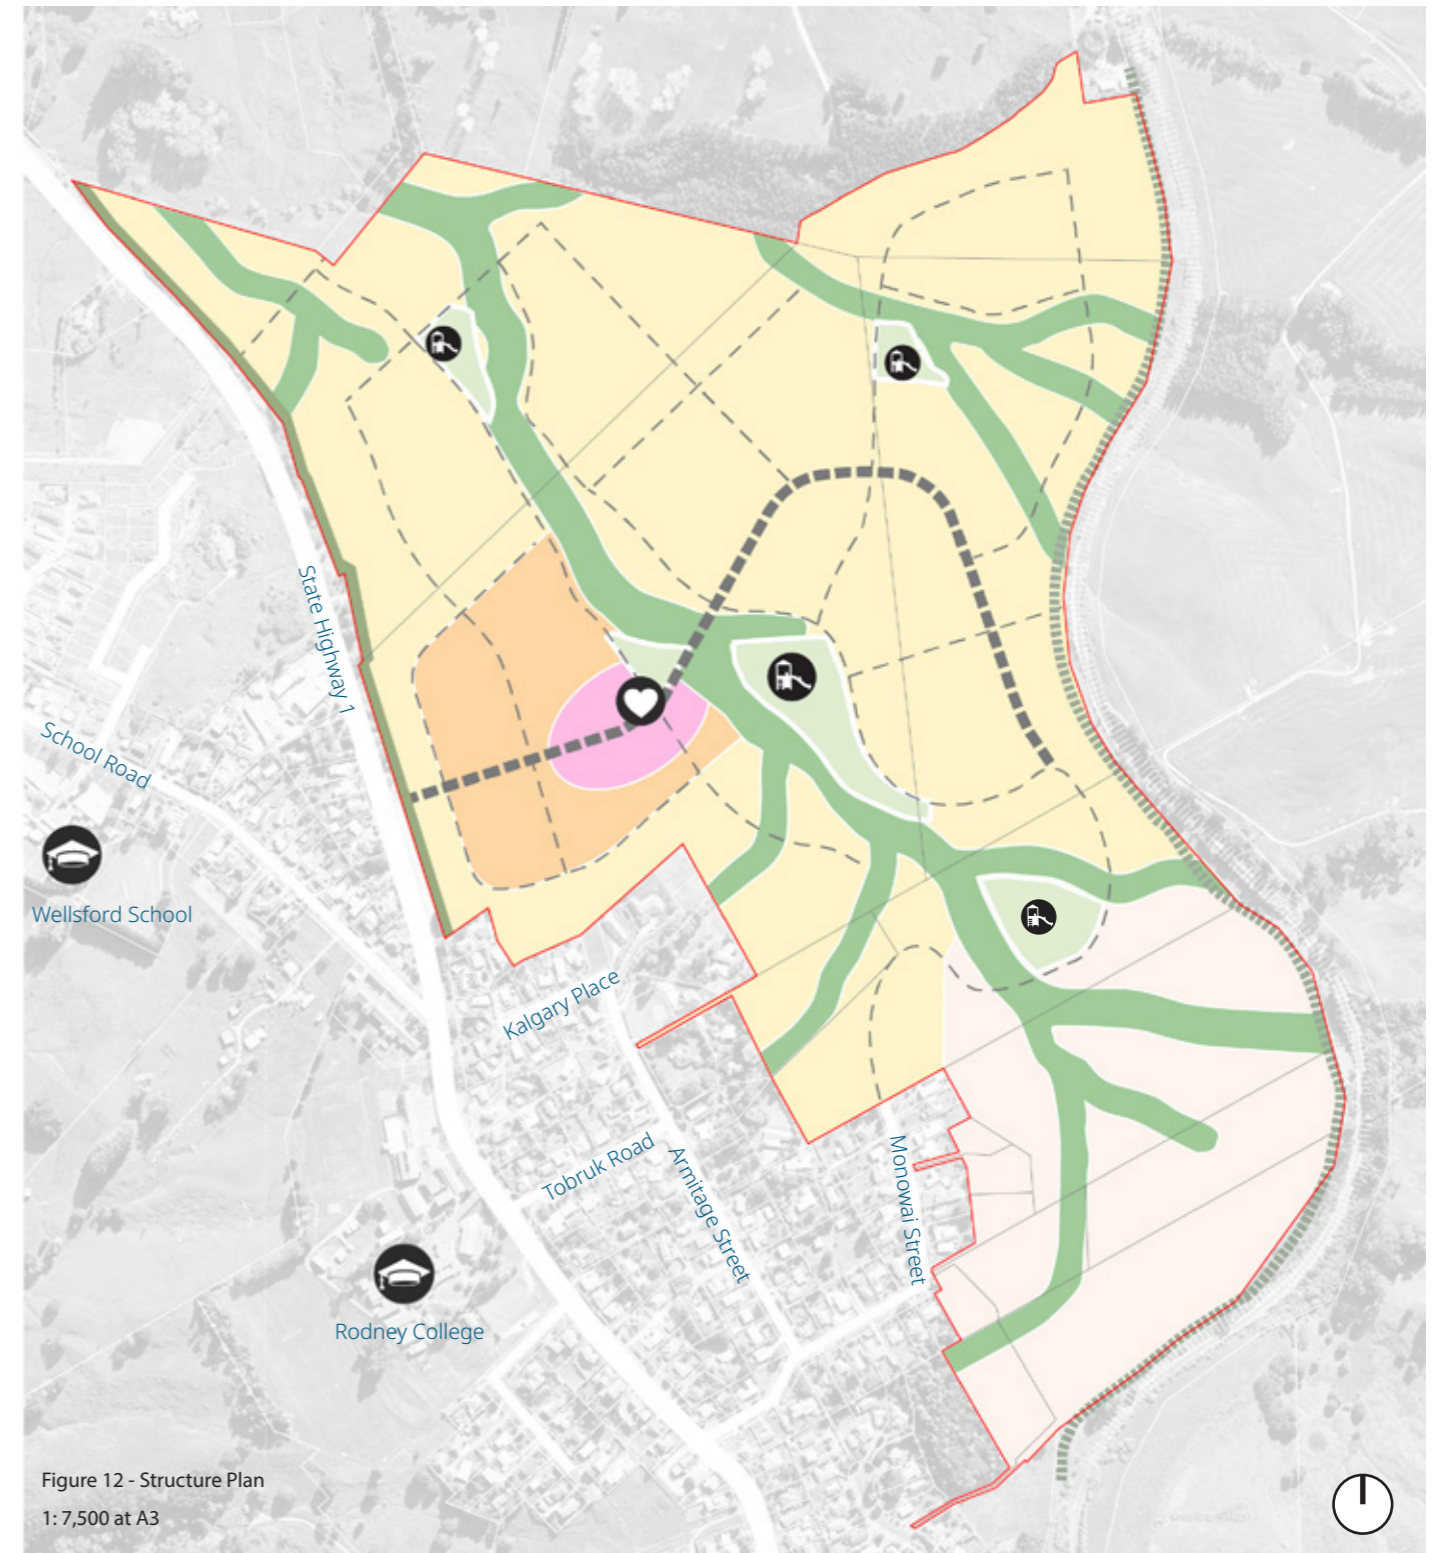 State Highway 1
School Road
Wellsford School
Kalgary Place
Tobruk Road
Armitage Street
Monowai Street
Rodney College
Figure 12 - Structure Plan
1: 7,500 at A3